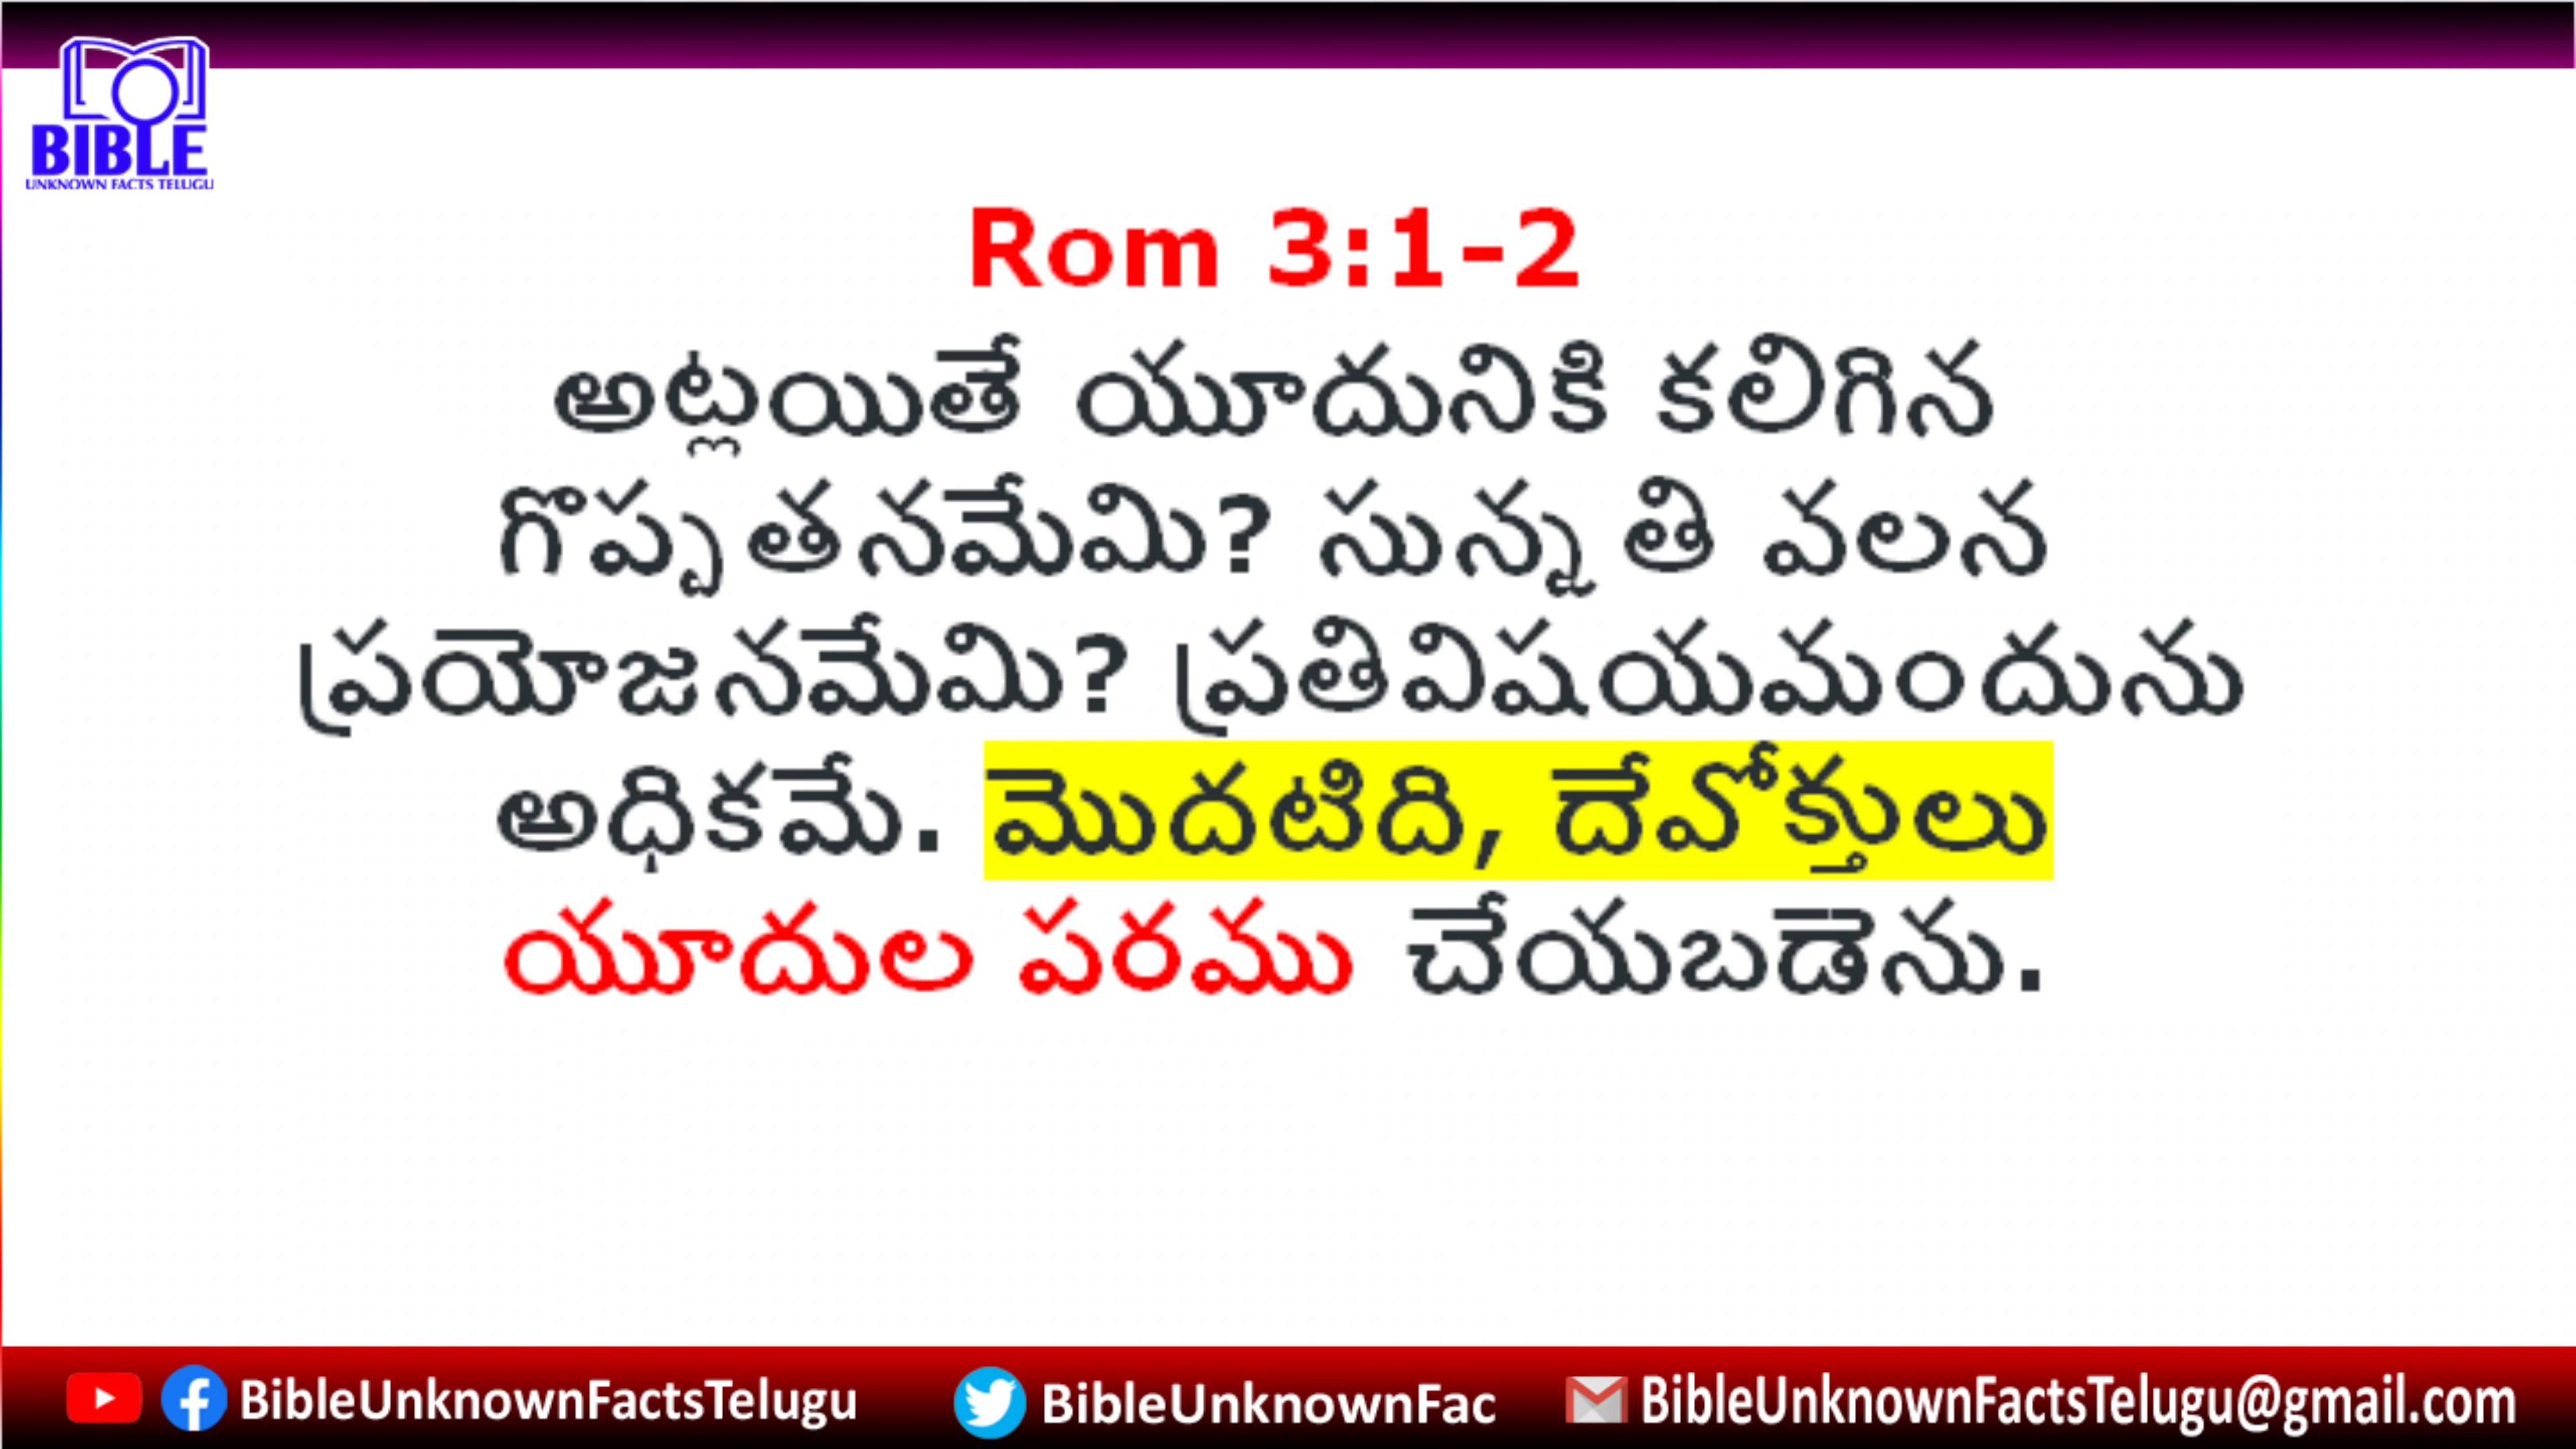 BIBLE
UNKNOWN FACTS TELUGU
Rom 3:1-2
అట్లయితే యూదునికి కలిగిన
గొప్పతనమేమి? సున్నతి వలన
ప్రయోజనమేమి? ప్రతివిషయమందును
అధికమే. మొదటిది, దేవోక్తులు
యూదుల పరము చేయబడెను.
BibleUnknownFactsTelugu BibleUnknownFac BibleUnknownFactsTelugu@gmail.com